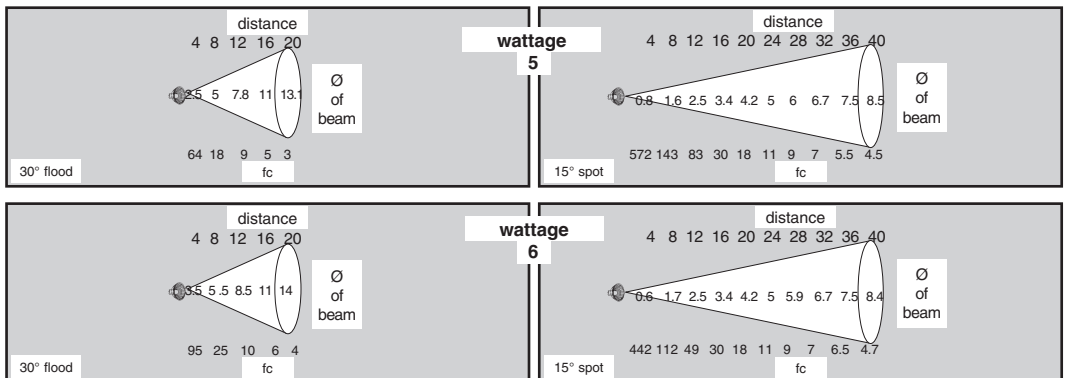 distance
4 8 12 16 20
2.5 5 7.8 11 13.1
Ø
of
beam
64 18 9 5 3
30° flood
fc
wattage
5
distance
4 8 12 16 20 24 28 32 36 40
0.8 1.6 2.5 3.4 4.2 5 6 6.7 7.5 8.5
Ø
of
beam
572 143 83 30 18 11 9 7 5.5 4.5
15° spot
fc
distance
4 8 12 16 20
3.5 5.5 8.5 11 14
Ø
of
beam
95 25 10 6 4
30° flood
fc
wattage
6
distance
4 8 12 16 20 24 28 32 36 40
0.6 1.7 2.5 3.4 4.2 5 5.9 6.7 7.5 8.4
Ø
of
beam
442 112 49 30 18 11 9 7 6.5 4.7
15° spot
fc